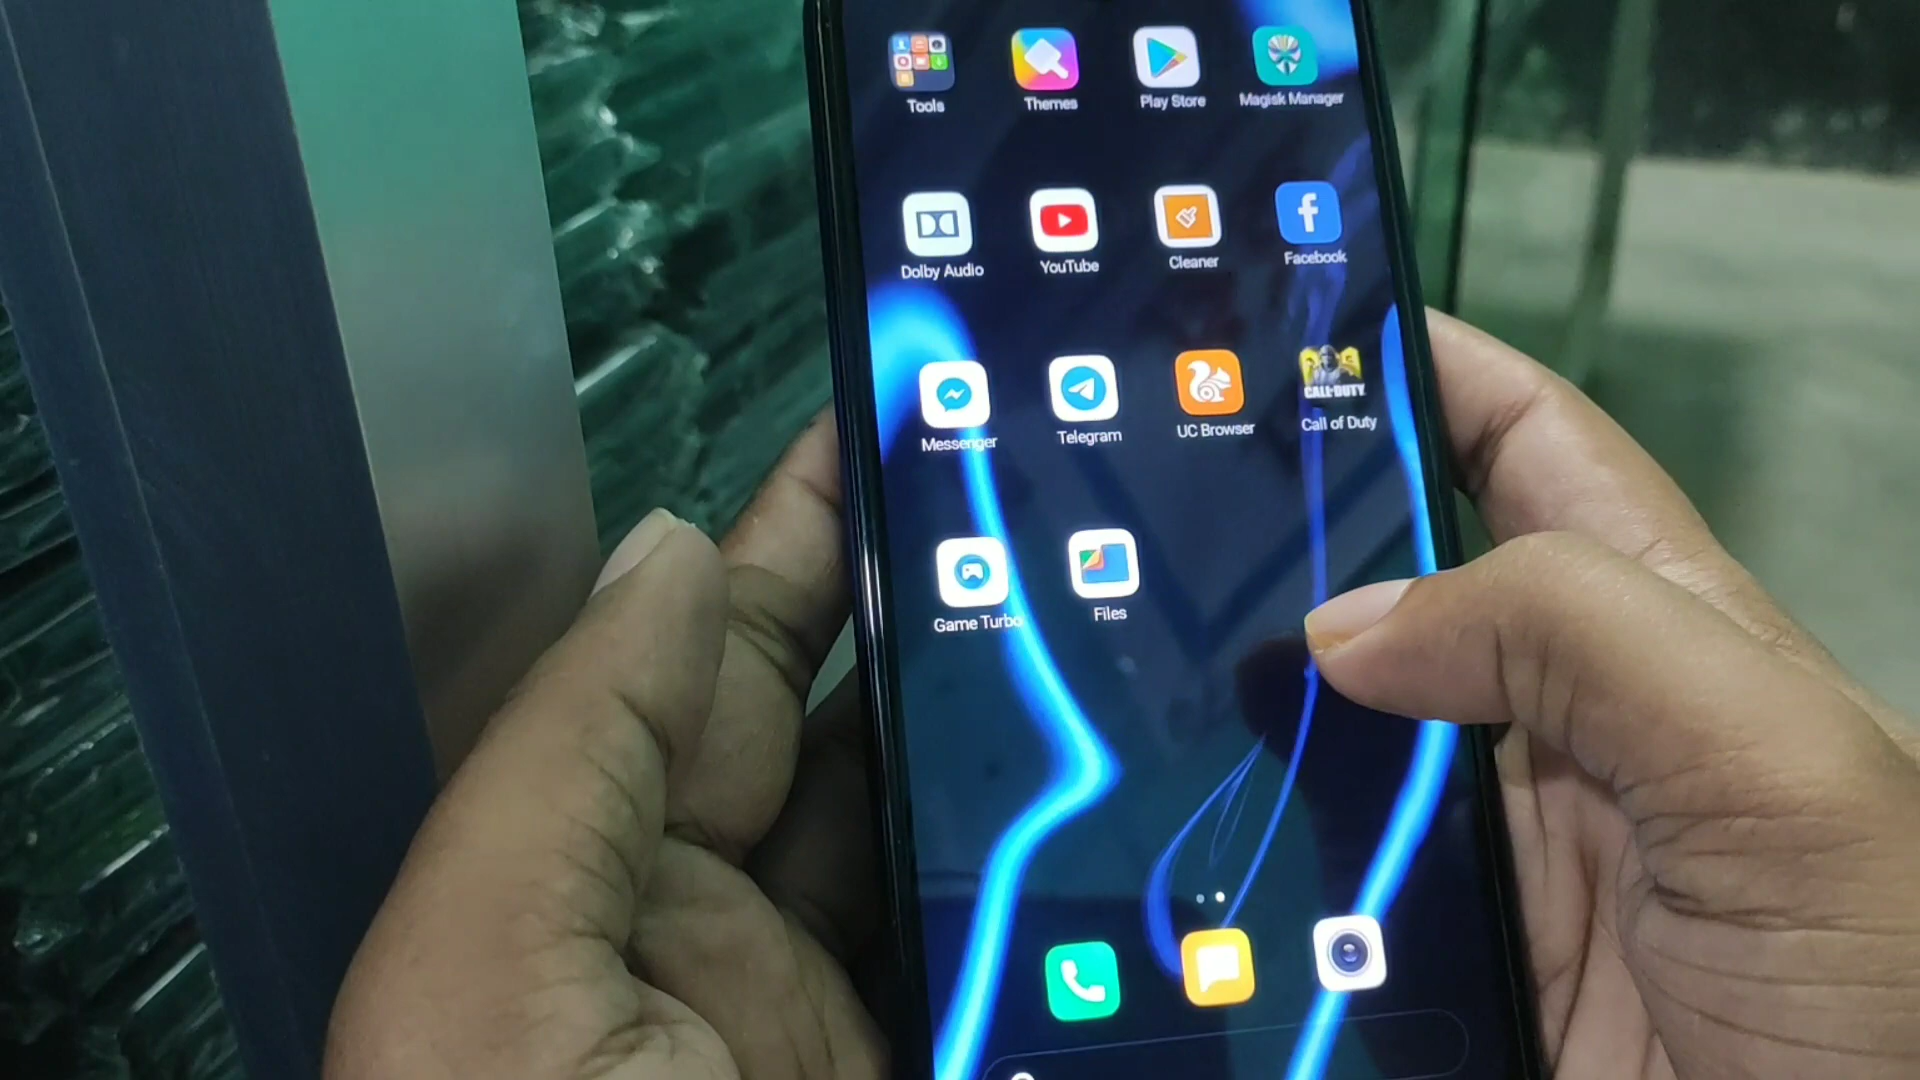 Tools
Themes
Play Store
Magisk Manager
Dolby Audio
YouTube
Cleaner
Facebook
CALL OF DUTY
Messenger
Telegram
UC Browser
Call of Duty
Game Turbo
Files